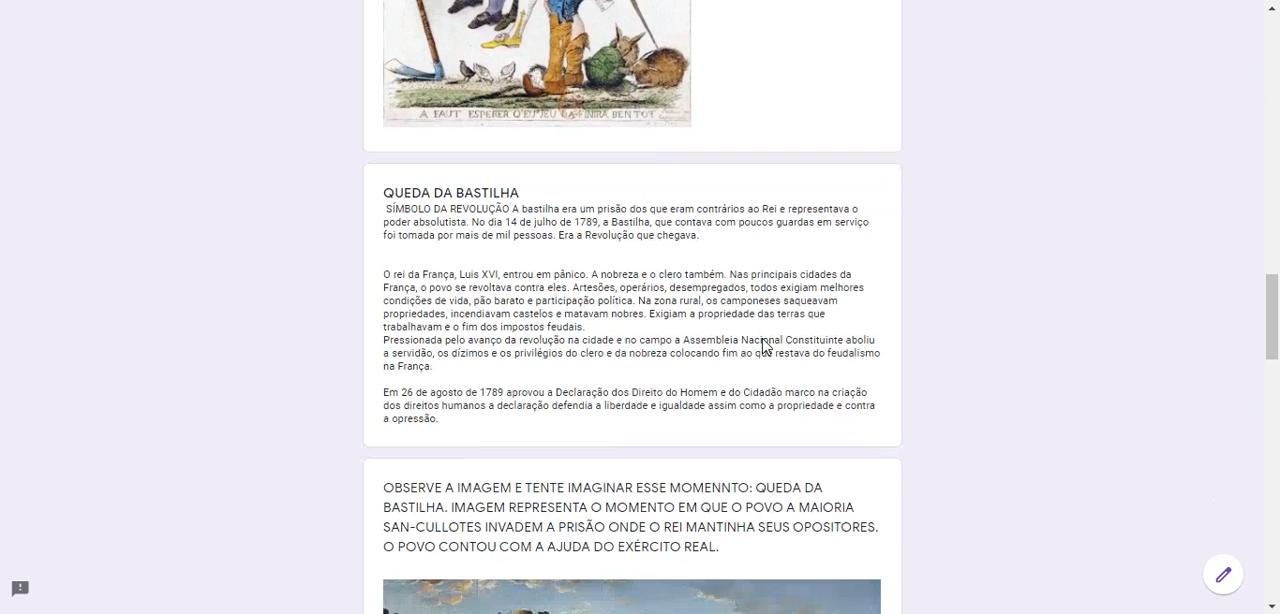 A FAUT ESPERER Q'EU JEU LA FINIRA BEN TOT
QUEDA DA BASTILHA
SÍMBOLO DA REVOLUÇÃO A bastilha era um prisão dos que eram contrários ao Rei e representava o
poder absolutista. No dia 14 de julho de 1789, a Bastilha, que contava com poucos guardas em serviço
foi tomada por mais de mil pessoas. Era a Revolução que chegava.
O rei da França, Luis XVI, entrou em pânico. A nobreza e o clero também. Nas principais cidades da
França, o povo se revoltava contra eles. Artesões, operários, desempregados, todos exigiam melhores
condições de vida, pão barato e participação política. Na zona rural, os camponeses saqueavam
propriedades, incendiavam castelos e matavam nobres. Exigiam a propriedade das terras que
trabalhavam e o fim dos impostos feudais.
Pressionada pelo avanço da revolução na cidade e no campo a Assembleia Nacional Constituinte aboliu
a servidão, os dízimos e os privilégios do clero e da nobreza colocando fim ao que restava do feudalismo
na França.
Em 26 de agosto de 1789 aprovou a Declaração dos Direito do Homem e do Cidadão marco na criação
dos direitos humanos a declaração defendia a liberdade e igualdade assim como a propriedade e contra
a opressão.
OBSERVE A IMAGEM E TENTE IMAGINAR ESSE MOMENNTO: QUEDA DA
BASTILHA. IMAGEM REPRESENTA O MOMENTO EM QUE O POVO A MAIORIA
SAN-CULLOTES INVADEM A PRISÃO ONDE O REI MANTINHA SEUS OPOSITORES.
O POVO CONTOU COM A AJUDA DO EXÉRCITO REAL.